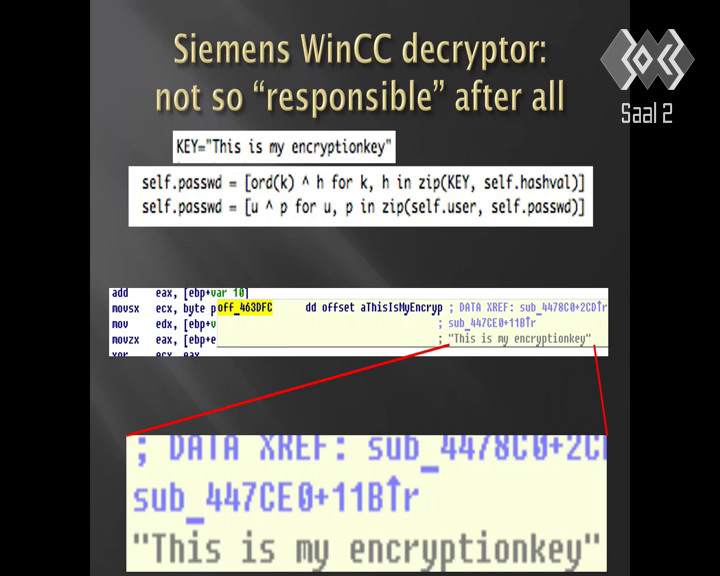 Siemens WinCC decryptor:
not so “responsible” after all
Saal 2
KEY="This is my encryptionkey"
self.passwd = [ord(k) ^ h for k, h in zip(KEY, self.hashval)]
self.passwd = [u ^ p for u, p in zip(self.user, self.passwd)]
add eax, [ebp+var_10]
movsx ecx, byte p off_463DFC dd offset aThisIsMyEncryp ; DATA XREF: sub_4478C0+2CD↑r
mov edx, [ebp+v ; sub_447CE0+11B↑r
movzx eax, [ebp+e ; "This is my encryptionkey"
xor ecx, eax
; DATA XREF: sub_4478C0+2CD
sub_447CE0+11B↑r
"This is my encryptionkey"